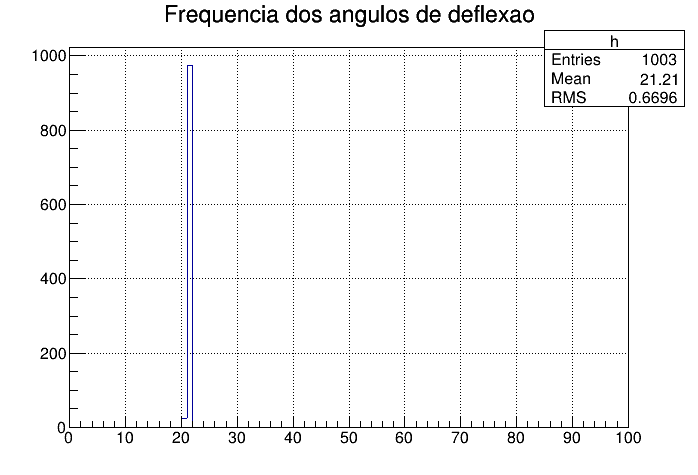 Frequencia dos angulos de deflexao
h
Entries 1003
Mean 21.21
RMS 0.6696
1000
800
600
400
200
0
0 10 20 30 40 50 60 70 80 90 100